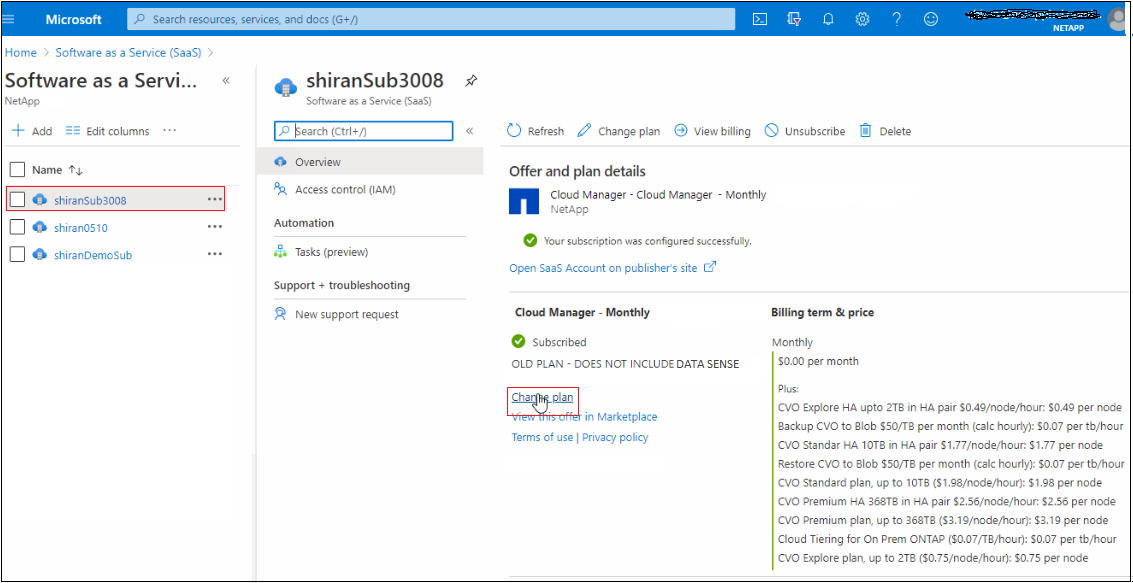 Microsoft
Search resources, services, and docs (G+/)
NETAPP
Home > Software as a Service (SaaS) >
Software as a Servi...
NetApp
Add Edit columns ...
Name
shiranSub3008 ...
shiran0510 ...
shiranDemoSub ...
shiranSub3008
Software as a Service (SaaS)
Search (Ctrl+/)
Overview
Access control (IAM)
Automation
Tasks (preview)
Support + troubleshooting
New support request
Refresh Change plan View billing Unsubscribe Delete
Offer and plan details
Cloud Manager - Cloud Manager - Monthly
NetApp
Your subscription was configured successfully.
Open SaaS Account on publisher's site
Cloud Manager - Monthly
Subscribed
OLD PLAN - DOES NOT INCLUDE DATA SENSE
Change plan
View this offer in Marketplace
Terms of use | Privacy policy
Billing term & price
Monthly
$0.00 per month
Plus:
CVO Explore HA upto 2TB in HA pair $0.49/node/hour: $0.49 per node
Backup CVO to Blob $50/TB per month (calc hourly): $0.07 per tb/hour
CVO Standar HA 10TB in HA pair $1.77/node/hour: $1.77 per node
Restore CVO to Blob $50/TB per month (calc hourly): $0.07 per tb/hour
CVO Standard plan, up to 10TB ($1.98/node/hour): $1.98 per node
CVO Premium HA 368TB in HA pair $2.56/node/hour: $2.56 per node
CVO Premium plan, up to 368TB ($3.19/node/hour): $3.19 per node
Cloud Tiering for On Prem ONTAP ($0.07/TB/hour): $0.07 per tb/hour
CVO Explore plan, up to 2TB ($0.75/node/hour): $0.75 per node